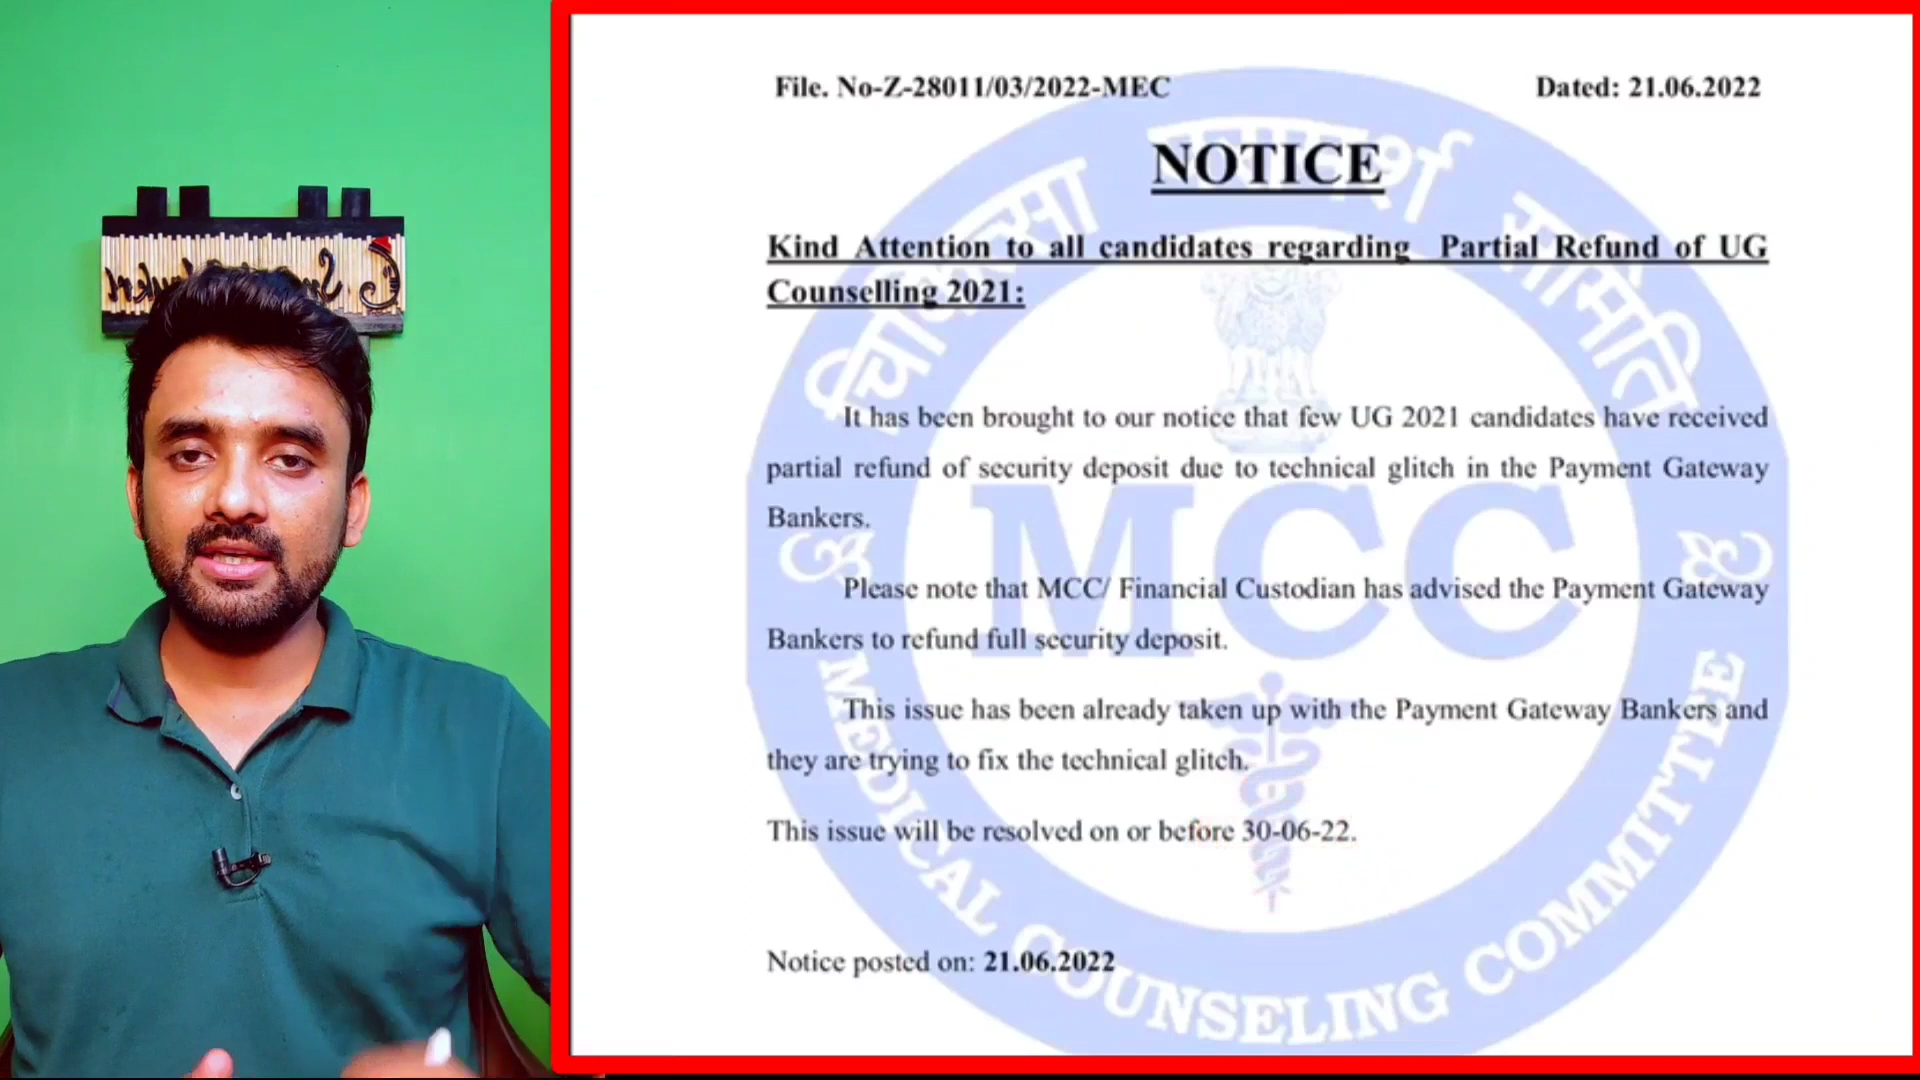 File. No-Z-28011/03/2022-MEC Dated: 21.06.2022
NOTICE
Kind Attention to all candidates regarding Partial Refund of UG
Counselling 2021:
It has been brought to our notice that few UG 2021 candidates have received
partial refund of security deposit due to technical glitch in the Payment Gateway
Bankers.
Please note that MCC/ Financial Custodian has advised the Payment Gateway
Bankers to refund full security deposit.
This issue has been already taken up with the Payment Gateway Bankers and
they are trying to fix the technical glitch.
This issue will be resolved on or before 30-06-22.
Notice posted on: 21.06.2022
MCC
MEDICAL COUNSELING COMMITTEE
समिति